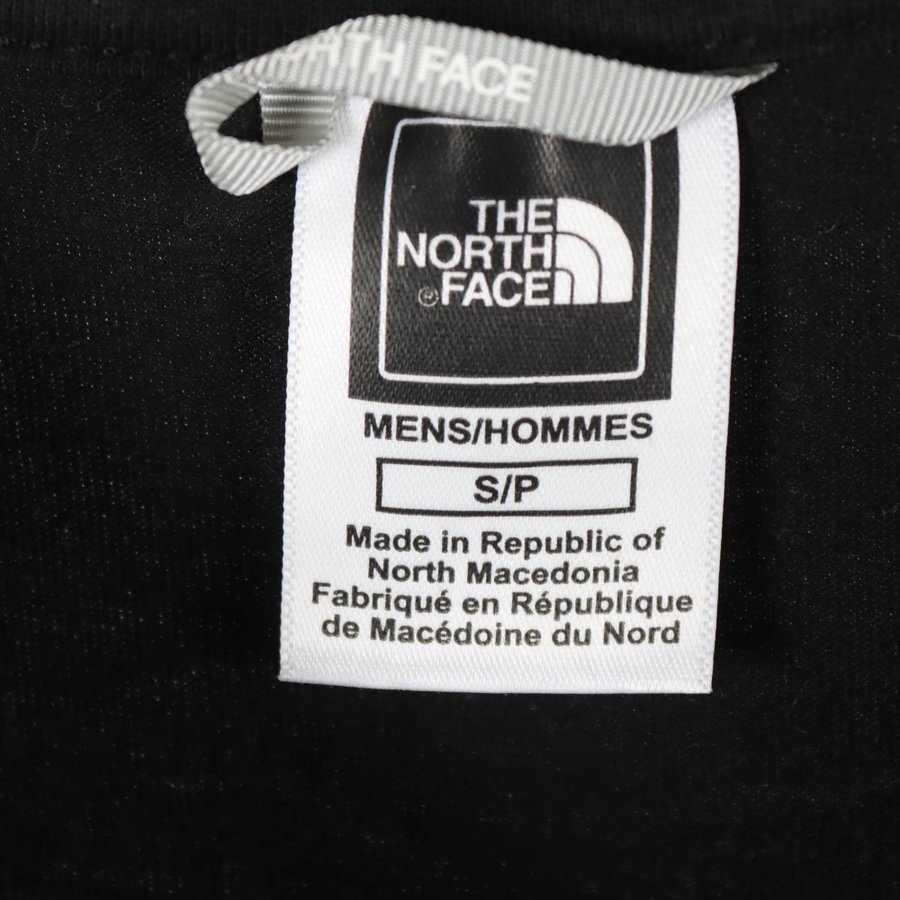 FACE
THE
NORTH
® FACE
MENS/HOMMES
S/P
Made in Republic of
North Macedonia
Fabriqué en République
de Macédoine du Nord